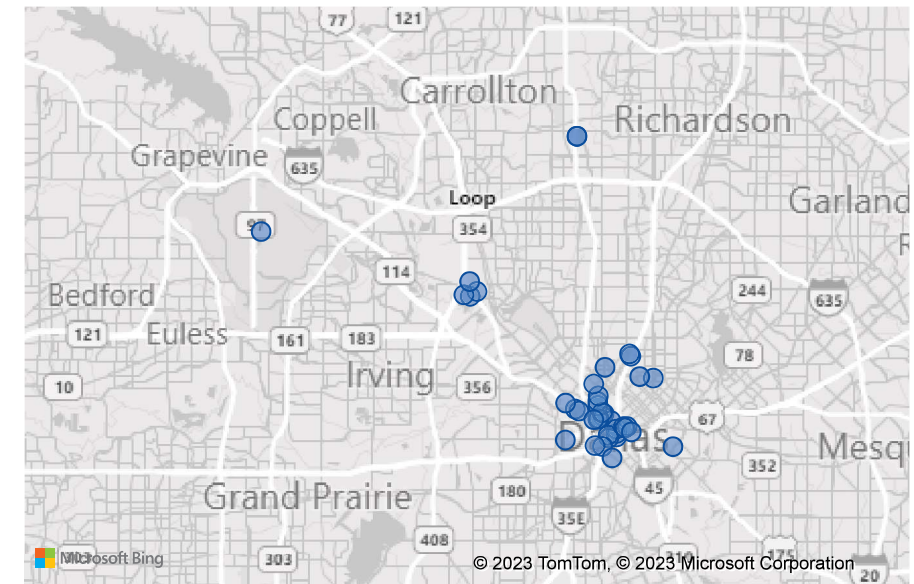 77
121
Carrollton
Coppell
Richardson
Grapevine
635
Loop
Garland
354
R
114
Bedford
244
635
121
Euless
161
183
78
Irving
356
10
67
Mesq
352
Grand Prairie
180
45
35E
408
303
Microsoft Bing
175
20
© 2023 TomTom, © 2023 Microsoft Corporation